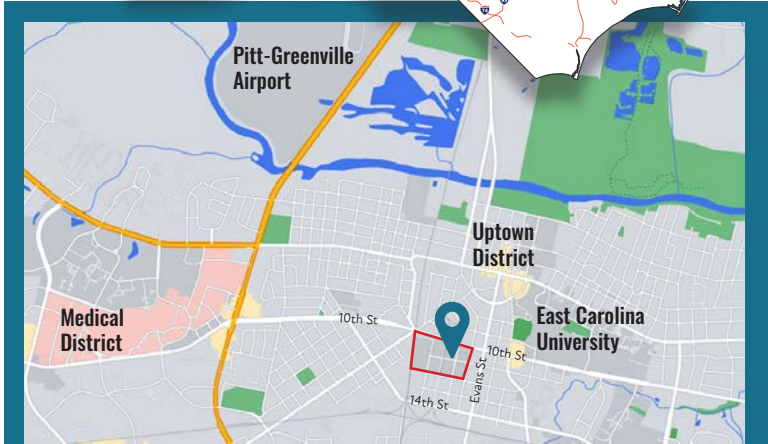 Pitt-Greenville
Airport
Uptown
District
Medical
District
10th St
East Carolina
University
10th St
Evans St
14th St